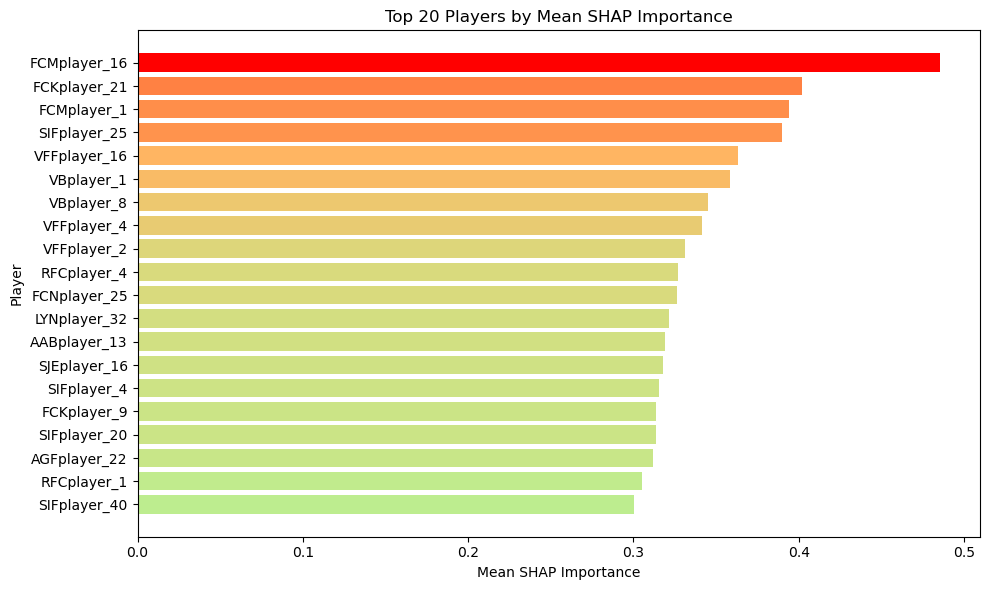 Top 20 Players by Mean SHAP Importance
Player
FCMplayer_16
FCKplayer_21
FCMplayer_1
SIFplayer_25
VFFplayer_16
VBplayer_1
VBplayer_8
VFFplayer_4
VFFplayer_2
RFCplayer_4
FCNplayer_25
LYNplayer_32
AABplayer_13
SJEplayer_16
SIFplayer_4
FCKplayer_9
SIFplayer_20
AGFplayer_22
RFCplayer_1
SIFplayer_40
0.0 0.1 0.2 0.3 0.4 0.5
Mean SHAP Importance